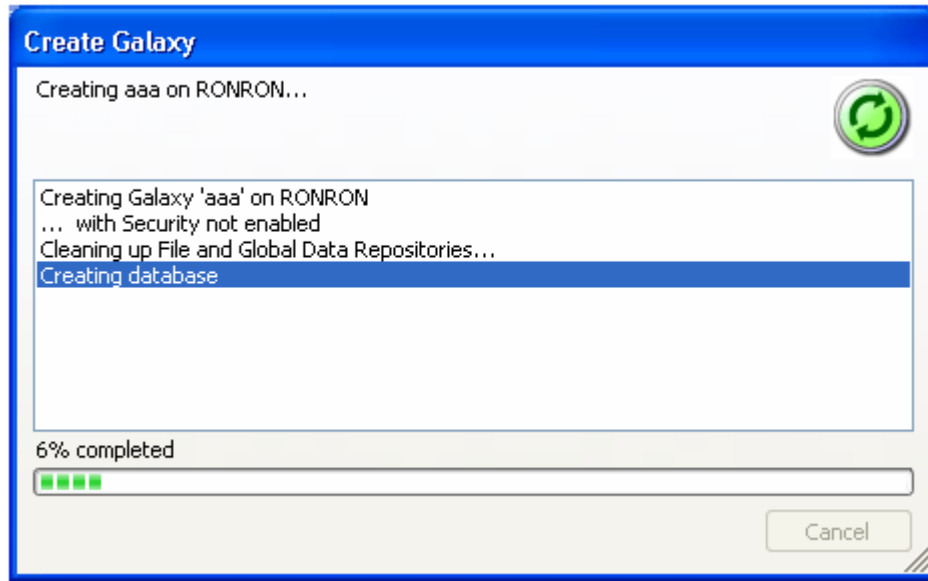 Create Galaxy
Creating aaa on RONRON...
Creating Galaxy 'aaa' on RONRON
... with Security not enabled
Cleaning up File and Global Data Repositories...
Creating database
6% completed
Cancel